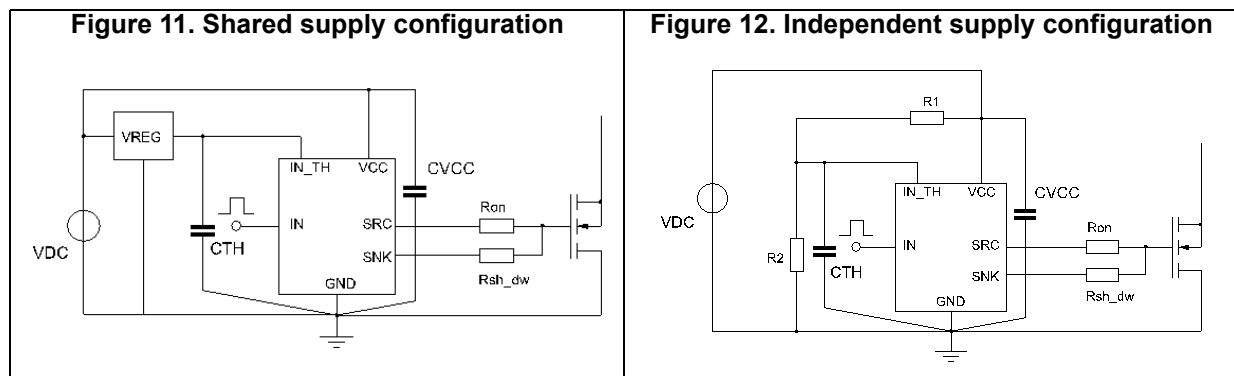 Figure 11. Shared supply configuration
VREG
IN_TH
VCC
CVCC
IN
SRC
Ron
VDC
CTH
SNK
Rsh_dw
GND
Figure 12. Independent supply configuration
R1
IN_TH
VCC
CVCC
VDC
IN
SRC
Ron
R2
CTH
SNK
Rsh_dw
GND